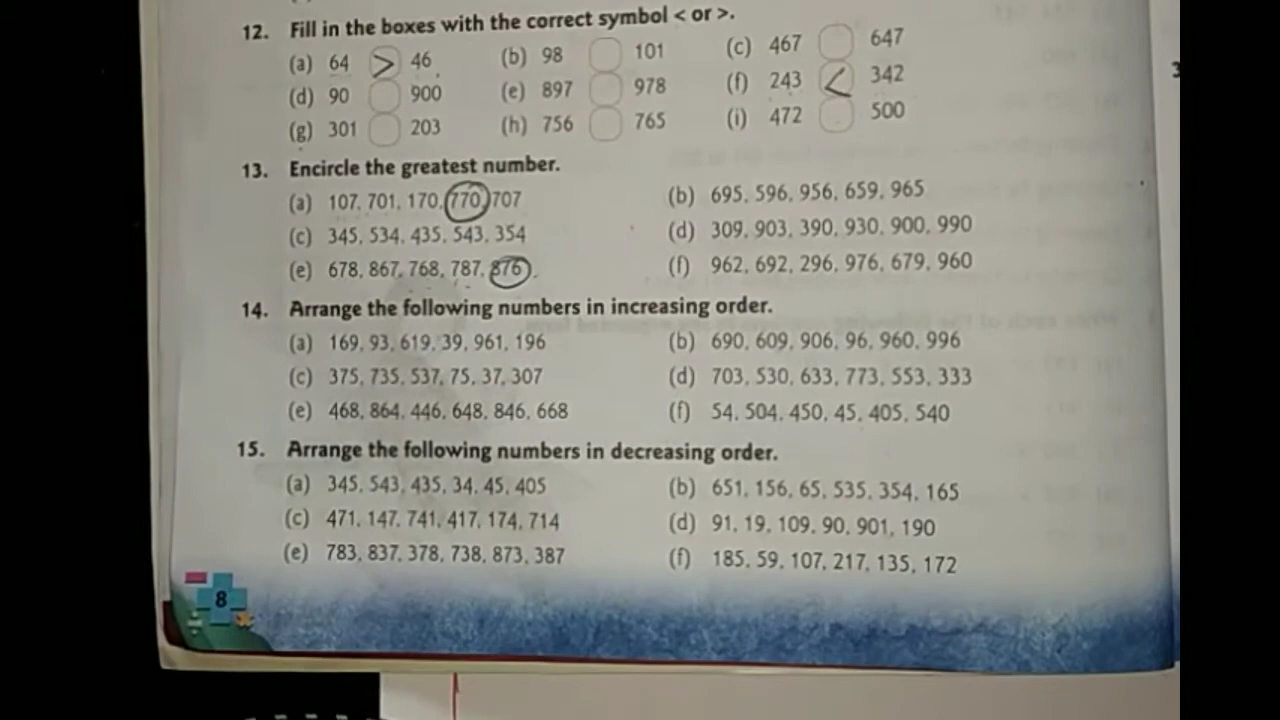 12. Fill in the boxes with the correct symbol < or >.
(a) 64 > 46 (b) 98 101 (c) 467 647
(d) 90 900 (e) 897 978 (f) 243 < 342
(g) 301 203 (h) 756 765 (i) 472 500
13. Encircle the greatest number.
(a) 107, 701, 170, 770, 707 (b) 695, 596, 956, 659, 965
(c) 345, 534, 435, 543, 354 (d) 309, 903, 390, 930, 900, 990
(e) 678, 867, 768, 787, 876. (f) 962, 692, 296, 976, 679, 960
14. Arrange the following numbers in increasing order.
(a) 169, 93, 619, 39, 961, 196 (b) 690, 609, 906, 96, 960, 996
(c) 375, 735, 537, 75, 37, 307 (d) 703, 530, 633, 773, 553, 333
(e) 468, 864, 446, 648, 846, 668 (f) 54, 504, 450, 45, 405, 540
15. Arrange the following numbers in decreasing order.
(a) 345, 543, 435, 34, 45, 405 (b) 651, 156, 65, 535, 354, 165
(c) 471, 147, 741, 417, 174, 714 (d) 91, 19, 109, 90, 901, 190
(e) 783, 837, 378, 738, 873, 387 (f) 185, 59, 107, 217, 135, 172
8